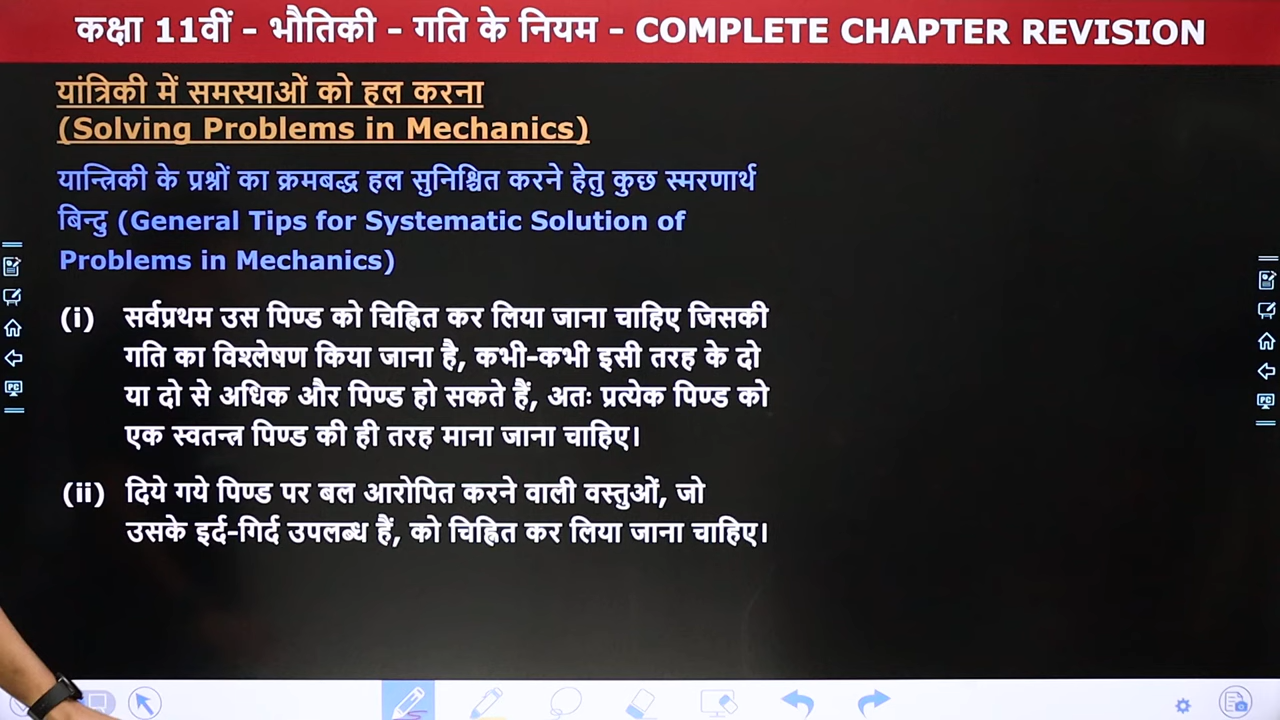 कक्षा 11वीं - भौतिकी - गति के नियम - COMPLETE CHAPTER REVISION
यांत्रिकी में समस्याओं को हल करना
(Solving Problems in Mechanics)
यान्त्रिकी के प्रश्नों का क्रमबद्ध हल सुनिश्चित करने हेतु कुछ स्मरणार्थ
बिन्दु (General Tips for Systematic Solution of
Problems in Mechanics)
(i) सर्वप्रथम उस पिण्ड को चिह्नित कर लिया जाना चाहिए जिसकी
गति का विश्लेषण किया जाना है, कभी-कभी इसी तरह के दो
या दो से अधिक और पिण्ड हो सकते हैं, अतः प्रत्येक पिण्ड को
एक स्वतन्त्र पिण्ड की ही तरह माना जाना चाहिए।
(ii) दिये गये पिण्ड पर बल आरोपित करने वाली वस्तुओं, जो
उसके इर्द-गिर्द उपलब्ध हैं, को चिह्नित कर लिया जाना चाहिए।
PC
PC